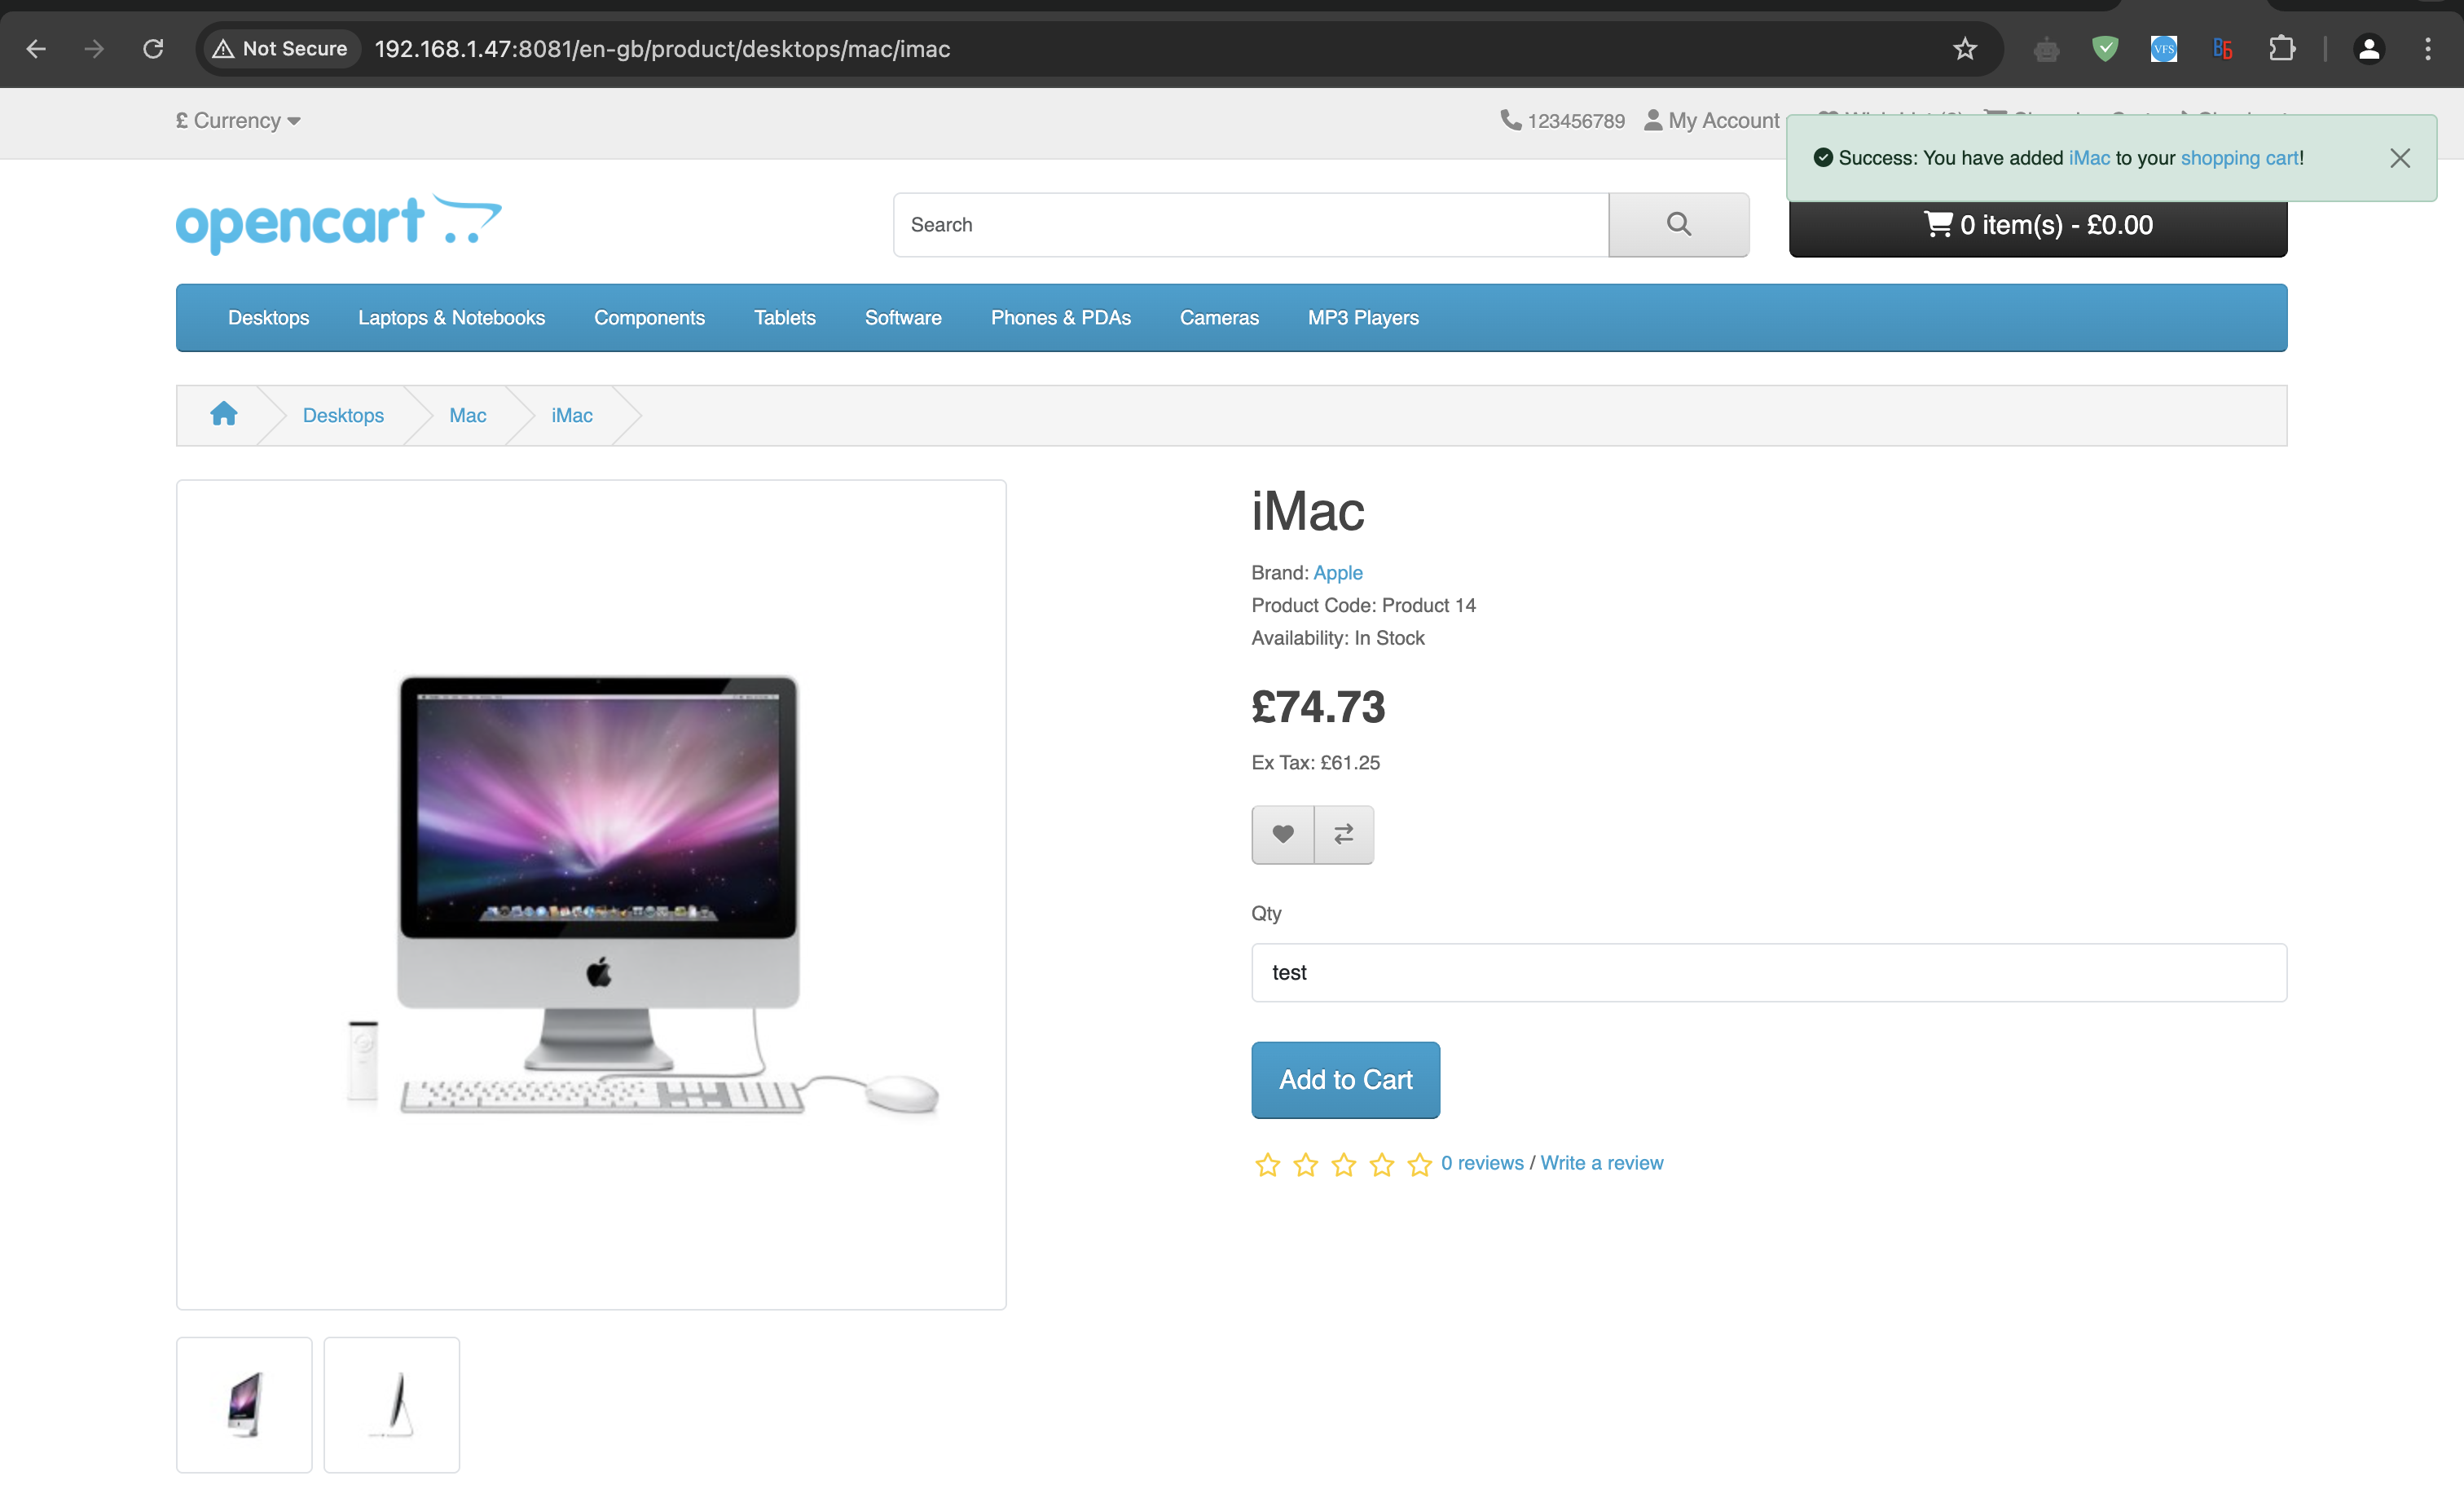 Not Secure 192.168.1.47:8081/en-gb/product/desktops/mac/imac
VFS
£ Currency
123456789 My Account
Success: You have added iMac to your shopping cart!
opencart
Search
0 item(s) - £0.00
Desktops Laptops & Notebooks Components Tablets Software Phones & PDAs Cameras MP3 Players
Desktops Mac iMac
iMac
Brand: Apple
Product Code: Product 14
Availability: In Stock
£74.73
Ex Tax: £61.25
Qty
test
Add to Cart
0 reviews / Write a review